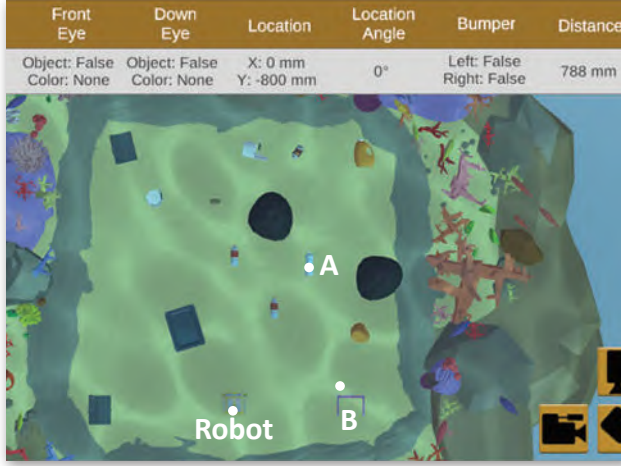 Front Eye
Down Eye
Location
Location Angle
Bumper
Distance
Object: False
Color: None
Object: False
Color: None
X: 0 mm
Y: -800 mm
0°
Left: False
Right: False
788 mm
A
B
Robot